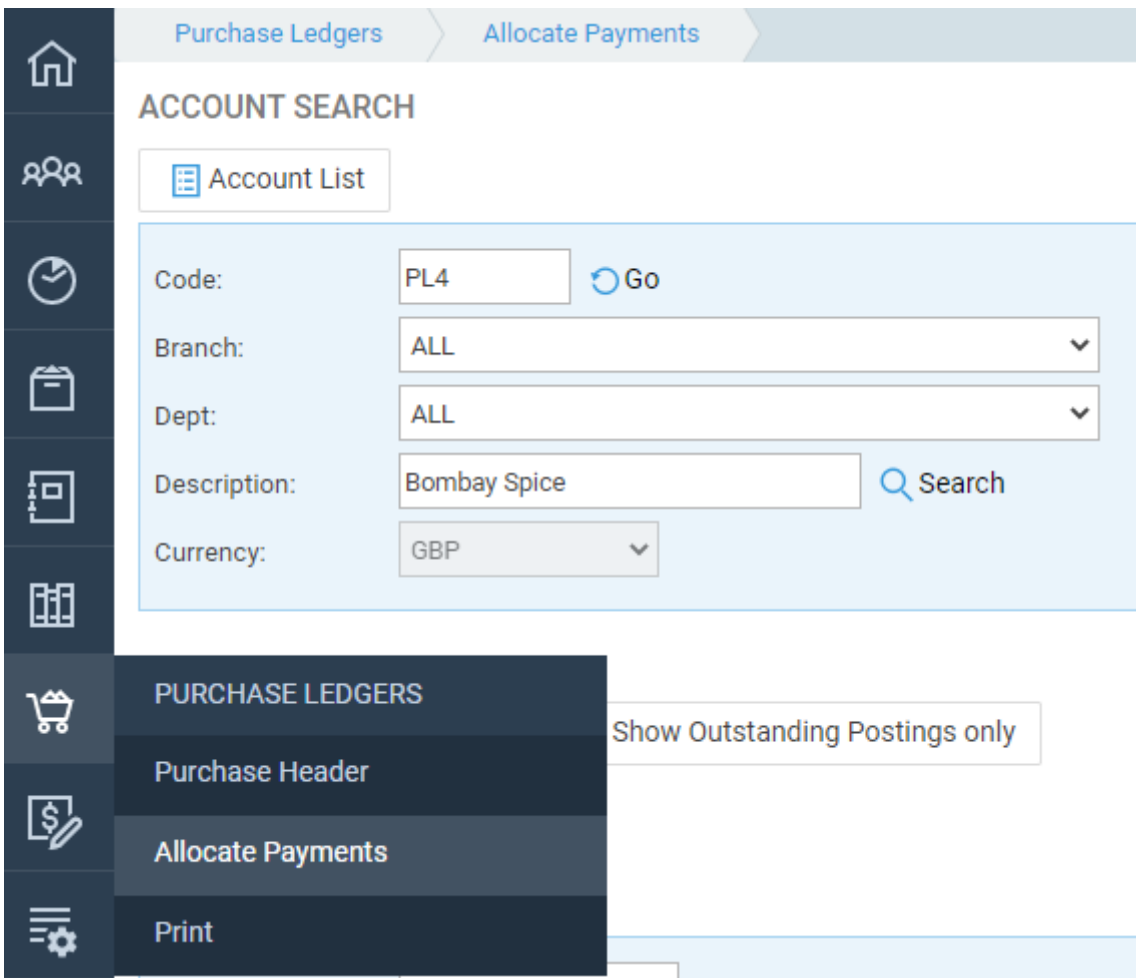 Purchase Ledgers Allocate Payments
ACCOUNT SEARCH
Account List
Code: PL4 Go
Branch: ALL
Dept: ALL
Description: Bombay Spice Search
Currency: GBP
PURCHASE LEDGERS
Show Outstanding Postings only
Purchase Header
Allocate Payments
Print